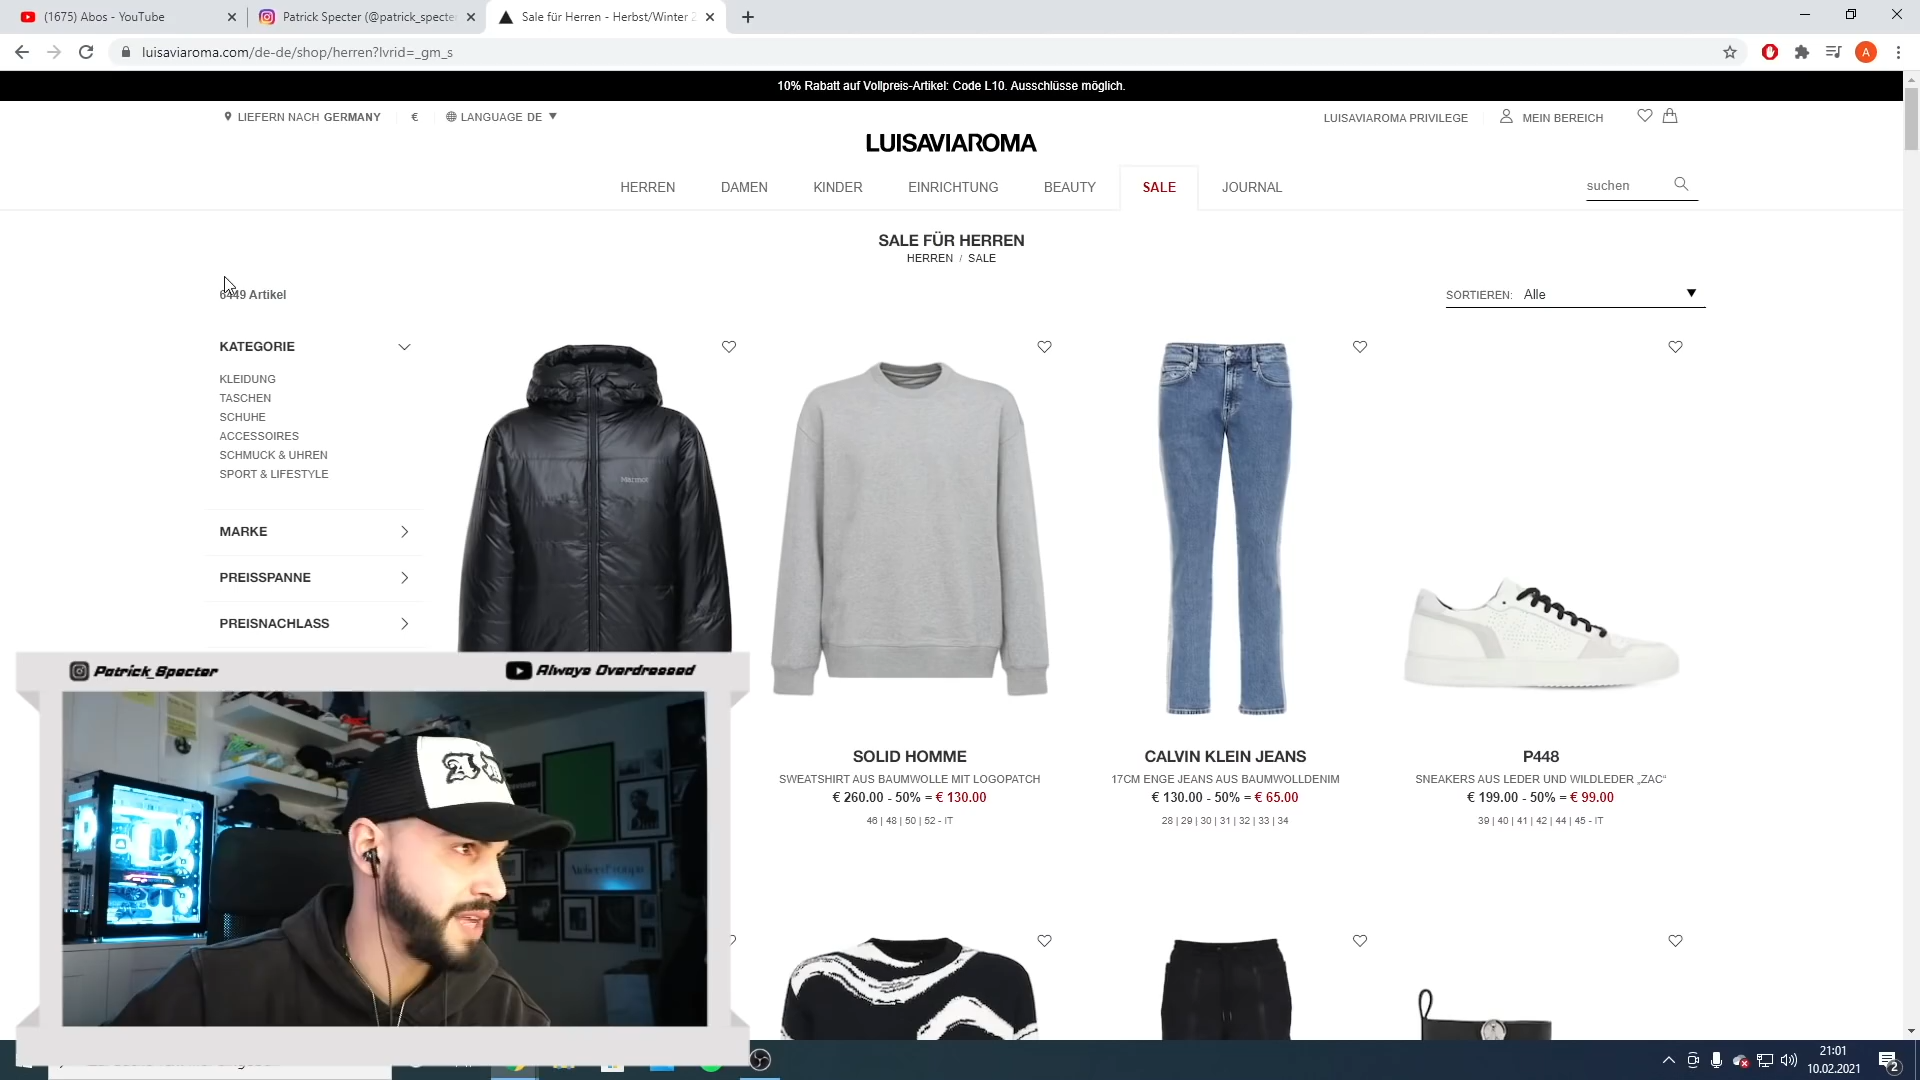 (1675) Abos - YouTube
Patrick Specter (@patrick_specter
Sale für Herren - Herbst/Winter 2
luisaviaroma.com/de-de/shop/herren?lvrid=_gm_s
A
10% Rabatt auf Vollpreis-Artikel: Code L10. Ausschlüsse möglich.
LIEFERN NACH GERMANY
€
LANGUAGE DE
LUISAVIAROMA PRIVILEGE
MEIN BEREICH
LUISAVIAROMA
HERREN
DAMEN
KINDER
EINRICHTUNG
BEAUTY
SALE
JOURNAL
suchen
SALE FÜR HERREN
HERREN / SALE
6449 Artikel
SORTIEREN: Alle
KATEGORIE
KLEIDUNG
TASCHEN
SCHUHE
ACCESSOIRES
SCHMUCK & UHREN
SPORT & LIFESTYLE
MARKE
PREISSPANNE
PREISNACHLASS
Marmot
Patrick_Specter
Always Overdressed
SOLID HOMME
SWEATSHIRT AUS BAUMWOLLE MIT LOGOPATCH
€ 260.00 - 50% = € 130.00
46 | 48 | 50 | 52 - IT
CALVIN KLEIN JEANS
17CM ENGE JEANS AUS BAUMWOLLDENIM
€ 130.00 - 50% = € 65.00
28 | 29 | 30 | 31 | 32 | 33 | 34
P448
SNEAKERS AUS LEDER UND WILDLEDER „ZAC“
€ 199.00 - 50% = € 99.00
39 | 40 | 41 | 42 | 44 | 45 - IT
21:01
10.02.2021
2